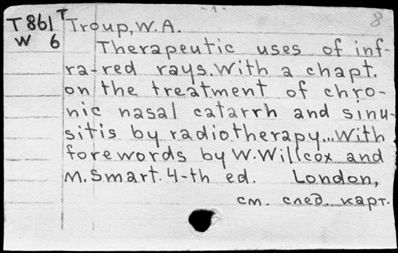 - 1 -
8
T 861 T Troup, W. A.
W 6 Therapeutic uses of inf-
ra-red rays. With a chapt.
on the treatment of chro-
nic nasal catarrh and sinu-
sitis by radiotherapy... With
forewords by W. Willcox and
M. Smart. 4-th ed. London,
см. след. карт.